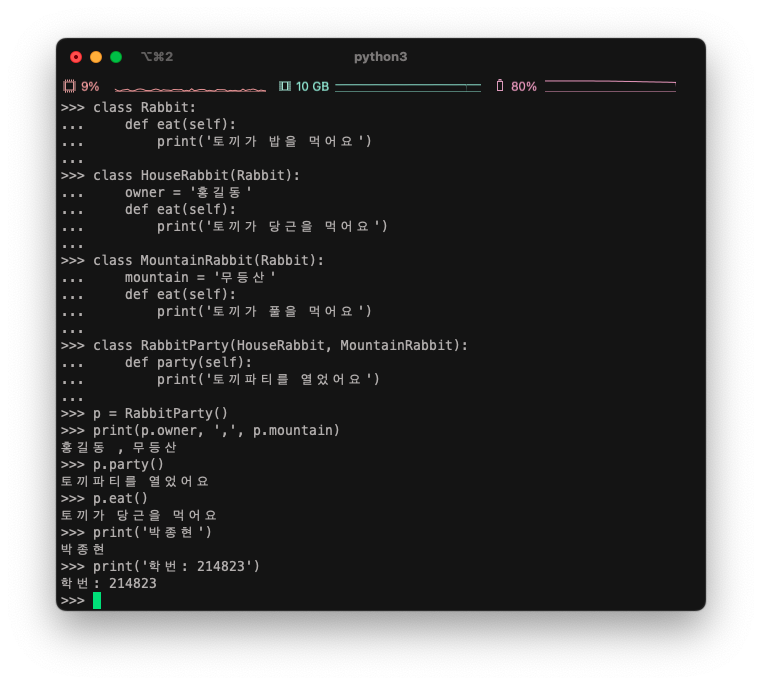 ⌥⌘2 python3
9% 10 GB 80%
>>> class Rabbit:
...     def eat(self):
...         print('토끼가 밥을 먹어요')
...
>>> class HouseRabbit(Rabbit):
...     owner = '홍길동'
...     def eat(self):
...         print('토끼가 당근을 먹어요')
...
>>> class MountainRabbit(Rabbit):
...     mountain = '무등산'
...     def eat(self):
...         print('토끼가 풀을 먹어요')
...
>>> class RabbitParty(HouseRabbit, MountainRabbit):
...     def party(self):
...         print('토끼파티를 열었어요')
...
>>> p = RabbitParty()
>>> print(p.owner, ',', p.mountain)
홍길동 , 무등산
>>> p.party()
토끼파티를 열었어요
>>> p.eat()
토끼가 당근을 먹어요
>>> print('박종현')
박종현
>>> print('학번: 214823')
학번: 214823
>>>